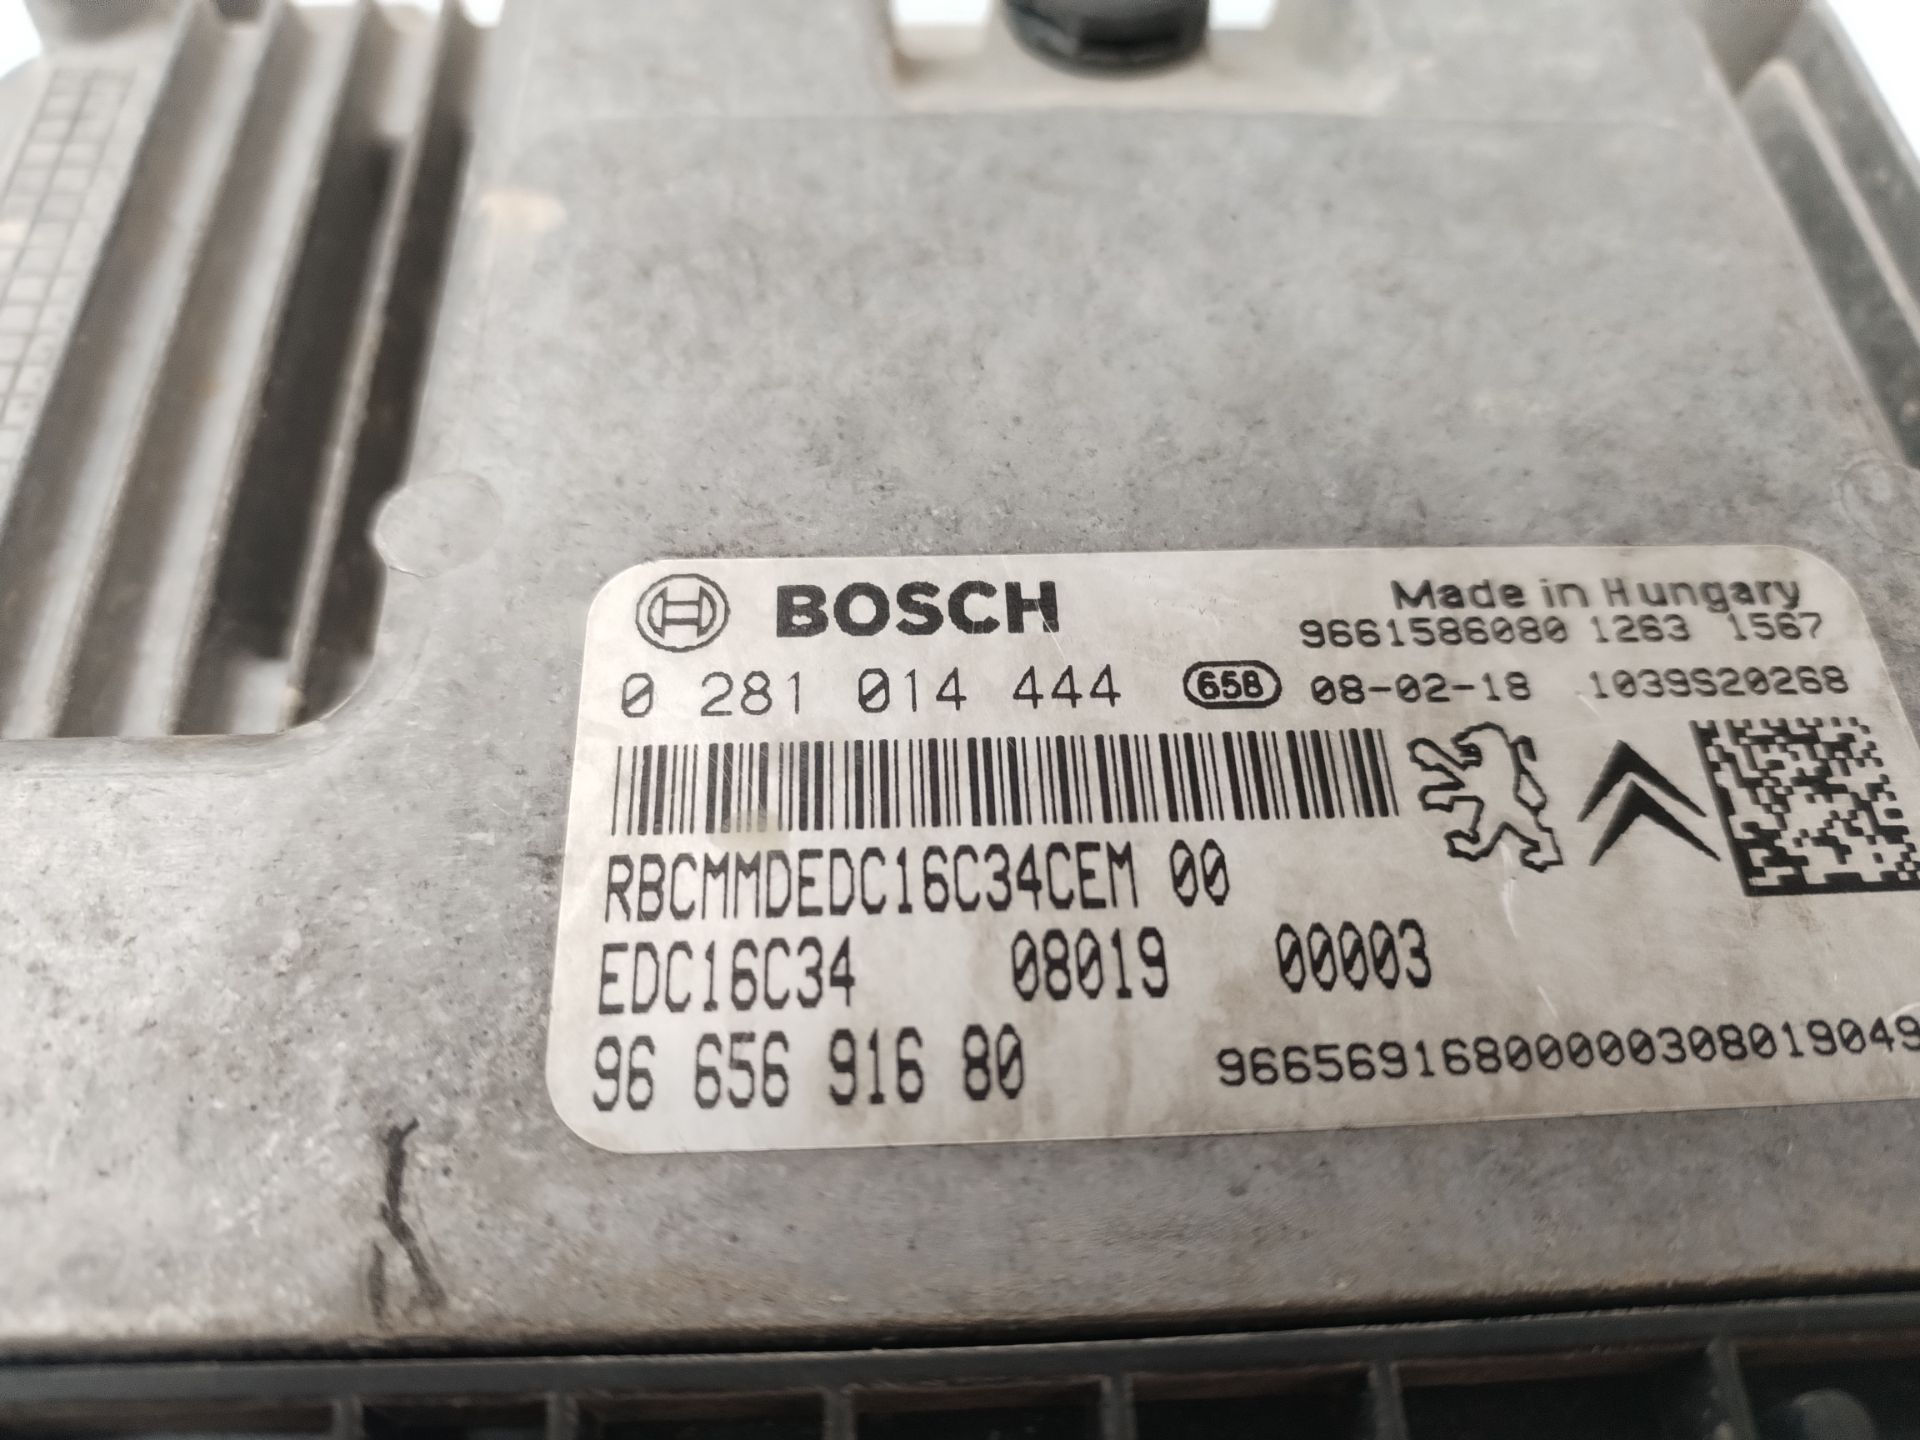 BOSCH
Made in Hungary
9661586080 1263 1567
0 281 014 444 658 08-02-18 1039S20268
RBCMMDEDC16C34CEM 00
EDC16C34 08019 00003
96 656 916 80 96656916800000308019049